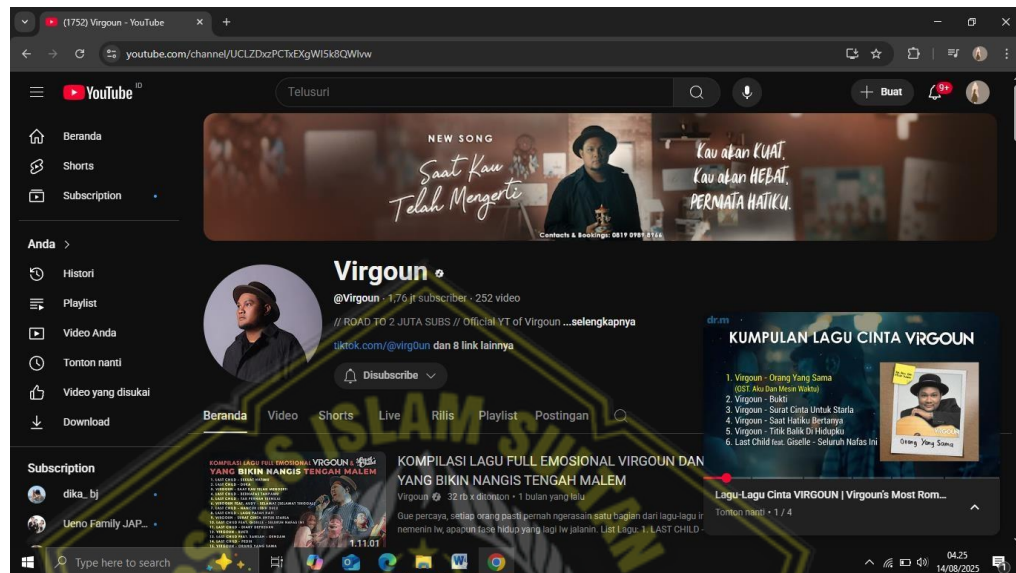 (1752) Virgoun - YouTube
youtube.com/channel/UCLZDxzPCTxEXgWI5k8QWIvw
YouTube ID
Telusuri
Buat
9+
Beranda
Shorts
Subscription
Anda
Histori
Playlist
Video Anda
Tonton nanti
Video yang disukai
Download
Subscription
dika_bj
Ueno Family JAP...
NEW SONG
Saat Kau
Telah Mengerti
Kau akan KUAT,
Kau akan HEBAT,
PERMATA HATIKU.
Contacts & Bookings: 0819 0989 8966
Virgoun
@Virgoun · 1,76 jt subscriber · 252 video
// ROAD TO 2 JUTA SUBS // Official YT of Virgoun ...selengkapnya
tiktok.com/@virg0un dan 8 link lainnya
Disubscribe
Beranda Video Shorts Live Rilis Playlist Postingan
KOMPILASI LAGU FULL EMOSIONAL VIRGOUN &
YANG BIKIN NANGIS TENGAH MALEM
1.11.01
KOMPILASI LAGU FULL EMOSIONAL VIRGOUN DAN
YANG BIKIN NANGIS TENGAH MALEM
Virgoun 32 rb x ditonton • 1 bulan yang lalu
Gue percaya, setiap orang pasti pernah ngerasain satu bagian dari lagu-lagu ir
nemenin lw, apapun fase hidup yang lagi lw jalanin. List Lagu: 1. LAST CHILD -
dr.m
KUMPULAN LAGU CINTA VIRGOUN
1. Virgoun - Orang Yang Sama
(OST. Aku Dan Mesin Waktu)
2. Virgoun - Bukti
3. Virgoun - Surat Cinta Untuk Starla
4. Virgoun - Saat Hatiku Bertanya
5. Virgoun - Titik Balik Di Hidupku
6. Last Child feat. Giselle - Seluruh Nafas Ini
VIRGOUN
Orang Yang Sama
Lagu-Lagu Cinta VIRGOUN | Virgoun's Most Rom...
Tonton nanti • 1 / 4
S ISLAM SU
Type here to search
04.25
14/08/2025